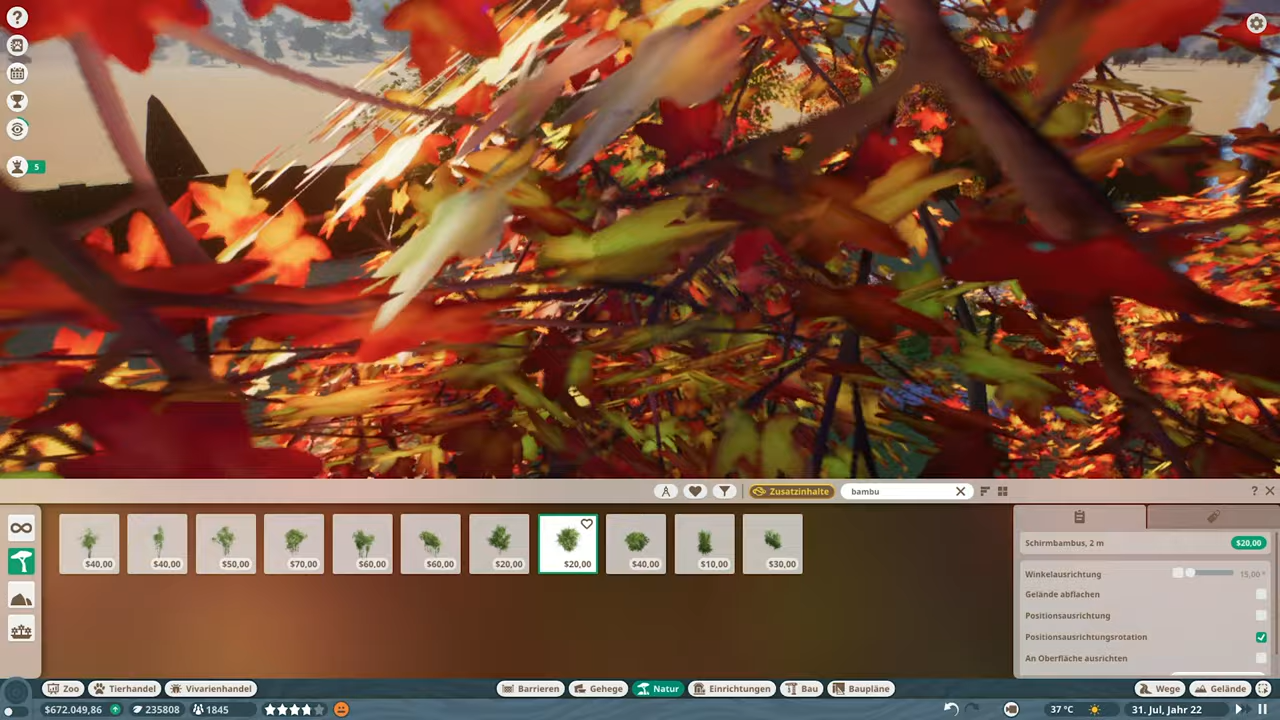 ?
5
Zusatzinhalte
bambu
?
$40,00
$40,00
$50,00
$70,00
$60,00
$60,00
$20,00
$20,00
$40,00
$10,00
$30,00
Schirmbambus, 2 m
$20,00
Winkelausrichtung
15,00°
Gelände abflachen
Positionsausrichtung
Positionsausrichtungsrotation
An Oberfläche ausrichten
Zoo
Tierhandel
Vivarienhandel
Barrieren
Gehege
Natur
Einrichtungen
Bau
Baupläne
Wege
Gelände
$672.049,86
235808
1845
37 °C
31. Jul, Jahr 22